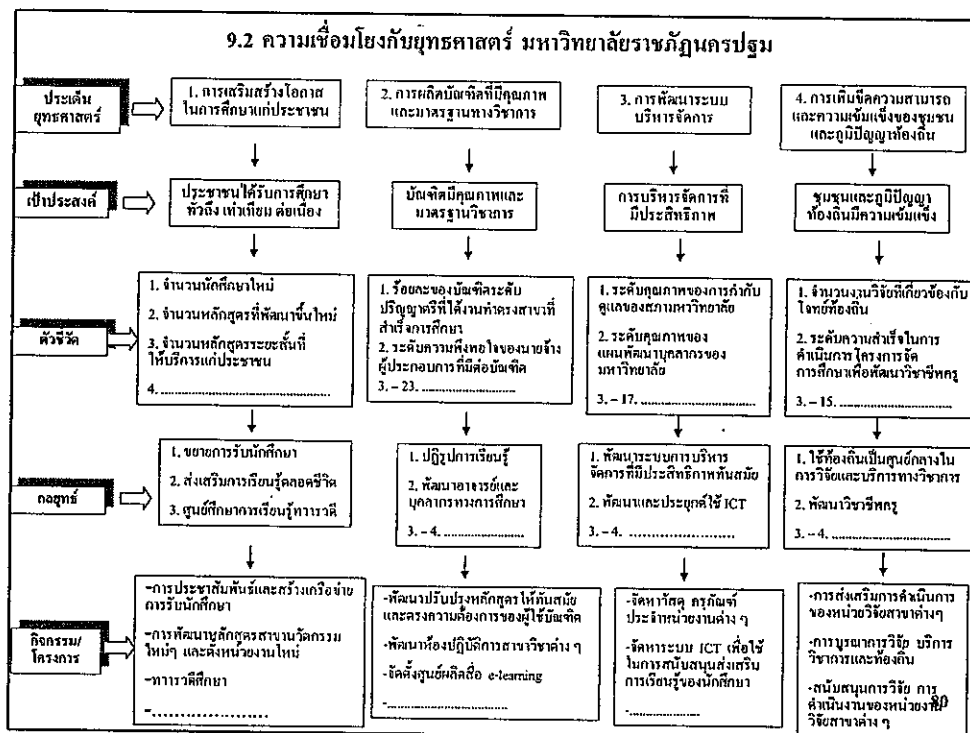 9.2 ความเชื่อมโยงกับยุทธศาสตร์ มหาวิทยาลัยราชภัฏนครปฐม
ประเด็น
ยุทธศาสตร์
1. การเสริมสร้างโอกาส
ในการศึกษาแก่ประชาชน
2. การผลิตบัณฑิตที่มีคุณภาพ
และมาตรฐานทางวิชาการ
3. การพัฒนาระบบ
บริหารจัดการ
4. การเติมขีดความสามารถ
และความเข้มแข็งของชุมชน
และภูมิปัญญาท้องถิ่น
เป้าประสงค์
ประชาชนได้รับการศึกษา
ทั่วถึง เท่าเทียม ต่อเนื่อง
บัณฑิตมีคุณภาพและ
มาตรฐานวิชาการ
การบริหารจัดการที่
มีประสิทธิภาพ
ชุมชนและภูมิปัญญา
ท้องถิ่นมีความเข้มแข็ง
ตัวชี้วัด
1. จำนวนนักศึกษาใหม่
2. จำนวนหลักสูตรที่พัฒนาขึ้นใหม่
3. จำนวนหลักสูตรระยะสั้นที่
ให้บริการแก่ประชาชน
4. ........................................
1. ร้อยละของบัณฑิตระดับ
ปริญญาตรีที่ได้งานทำตรงสาขาที่
สำเร็จการศึกษา
2. ระดับความพึงพอใจของนายจ้าง
ผู้ประกอบการที่มีต่อบัณฑิต
3. – 23. ............................
1. ระดับคุณภาพของการกำกับ
ดูแลของสภามหาวิทยาลัย
2. ระดับคุณภาพของ
แผนพัฒนาบุคลากรของ
มหาวิทยาลัย
3. – 17. ............................
1. จำนวนงานวิจัยที่เกี่ยวข้องกับ
โจทย์ท้องถิ่น
2. ระดับความสำเร็จในการ
ดำเนินการโครงการจัด
การศึกษาเพื่อพัฒนาวิชาชีพครู
3. – 15. ............................
กลยุทธ์
1. ขยายการรับนักศึกษา
2. ส่งเสริมการเรียนรู้ตลอดชีวิต
3. ศูนย์ศึกษาการเรียนรู้ทวารวดี
1. ปฏิรูปการเรียนรู้
2. พัฒนาอาจารย์และ
บุคลากรทางการศึกษา
3. – 4. ........................
1. พัฒนาระบบการบริหาร
จัดการที่มีประสิทธิภาพทันสมัย
2. พัฒนาและประยุกต์ใช้ ICT
3. – 4. ........................
1. ใช้ท้องถิ่นเป็นศูนย์กลางใน
การวิจัยและบริการทางวิชาการ
2. พัฒนาวิชาชีพครู
3. – 4. ........................
กิจกรรม/
โครงการ
–การประชาสัมพันธ์และสร้างเครือข่าย
การรับนักศึกษา
–การพัฒนาหลักสูตรสาขานวัตกรรม
ใหม่ๆ และตั้งหน่วยงานใหม่
–ทวารวดีศึกษา
–........................
–พัฒนาปรับปรุงหลักสูตรให้ทันสมัย
และตรงความต้องการของผู้ใช้บัณฑิต
–พัฒนาห้องปฏิบัติการสาขาวิชาต่าง ๆ
–จัดตั้งศูนย์ผลิตสื่อ e-learning
–............................
–จัดหาวัสดุ ครุภัณฑ์
ประจำหน่วยงานต่าง ๆ
–จัดหาระบบ ICT เพื่อใช้
ในการสนับสนุนส่งเสริม
การเรียนรู้ของนักศึกษา
–........................
–การส่งเสริมการดำเนินการ
ของหน่วยวิจัยสาขาต่างๆ
–การบูรณาการวิจัย บริการ
วิชาการและท้องถิ่น
–สนับสนุนการวิจัย การ
ดำเนินงานของหน่วยงาน
วิจัยสาขาต่าง ๆ
80